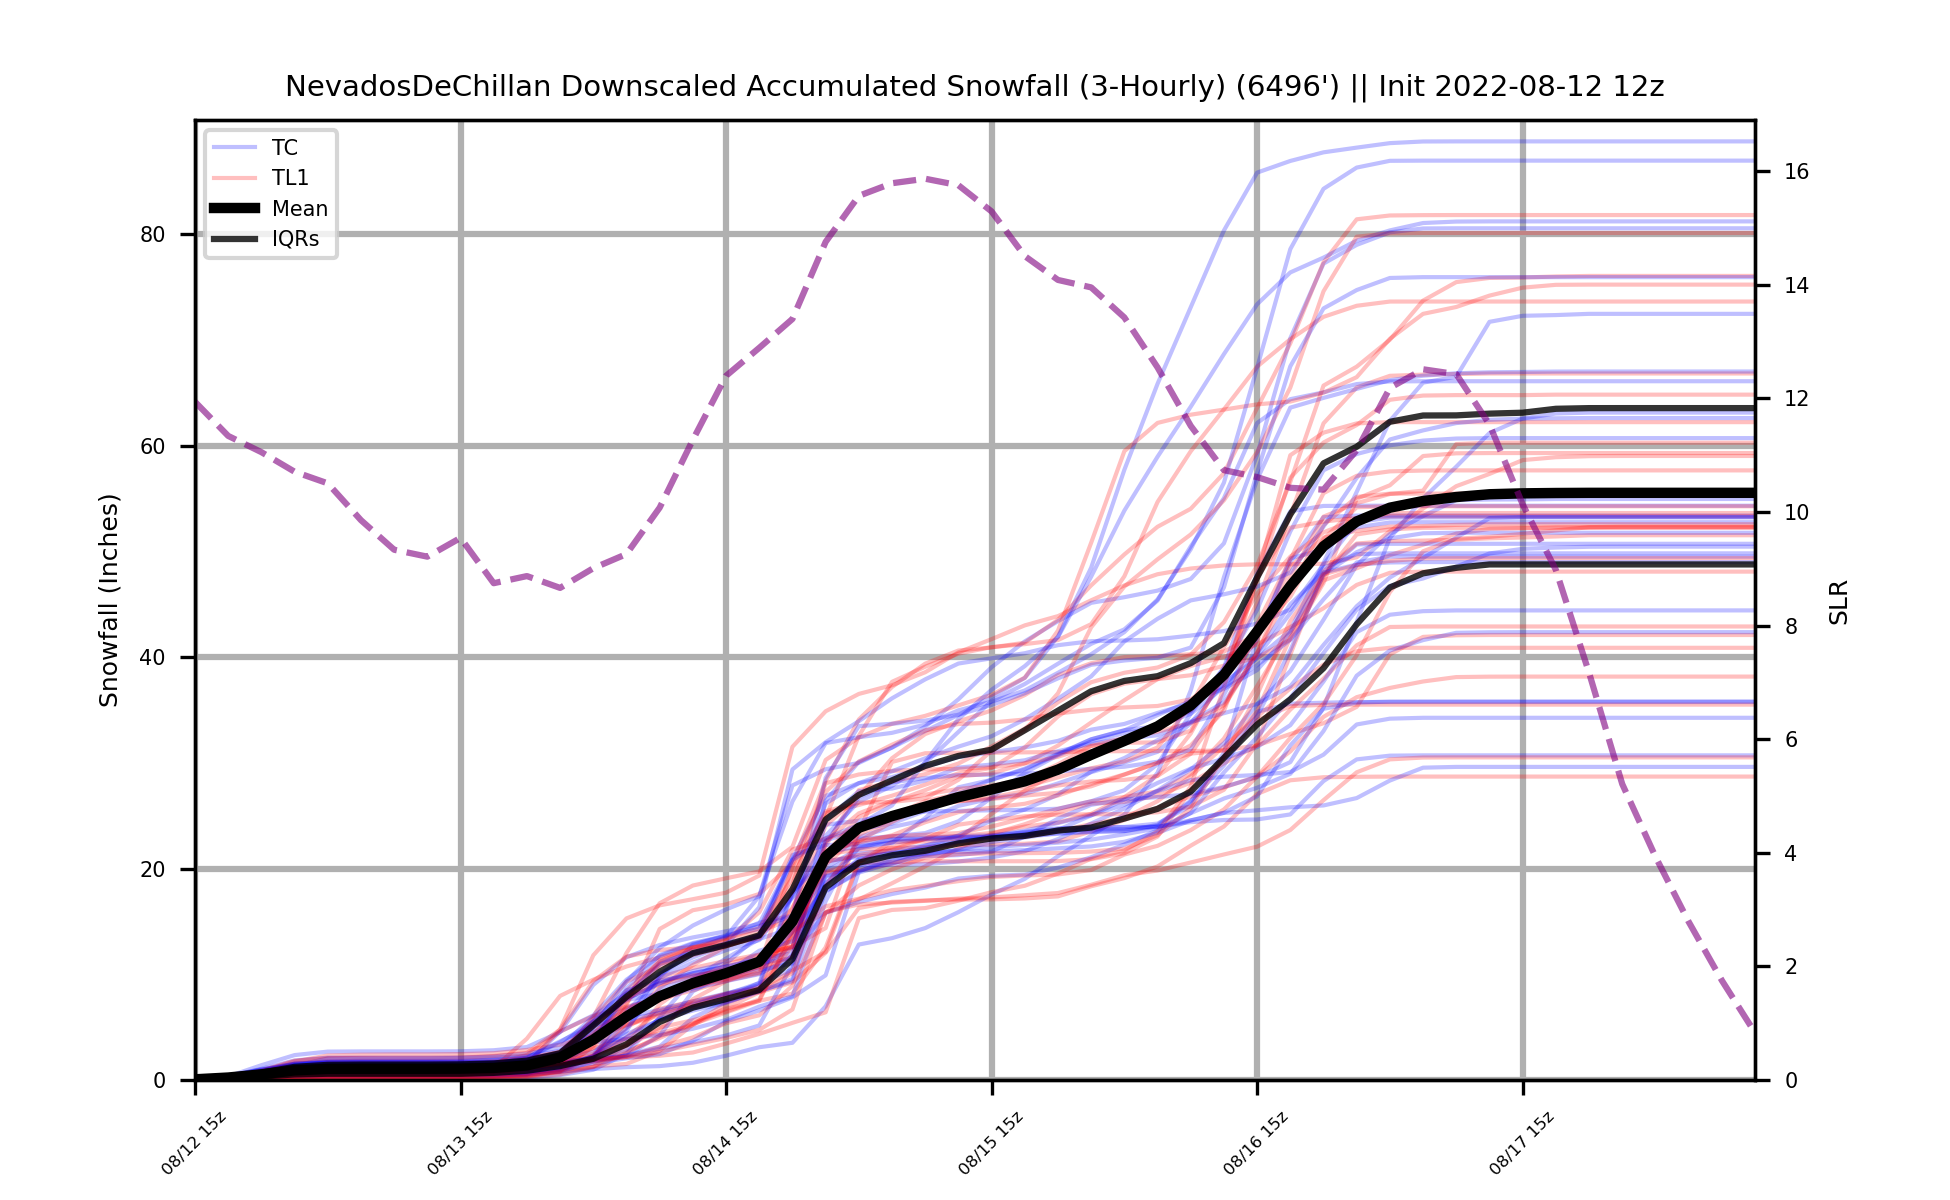 NevadosDeChillan Downscaled Accumulated Snowfall (3-Hourly) (6496') || Init 2022-08-12 12z
TC
TL1
Mean
IQRs
80
60
40
20
0
Snowfall (Inches)
16
14
12
10
8
6
4
2
0
SLR
08/12 15z
08/13 15z
08/14 15z
08/15 15z
08/16 15z
08/17 15z